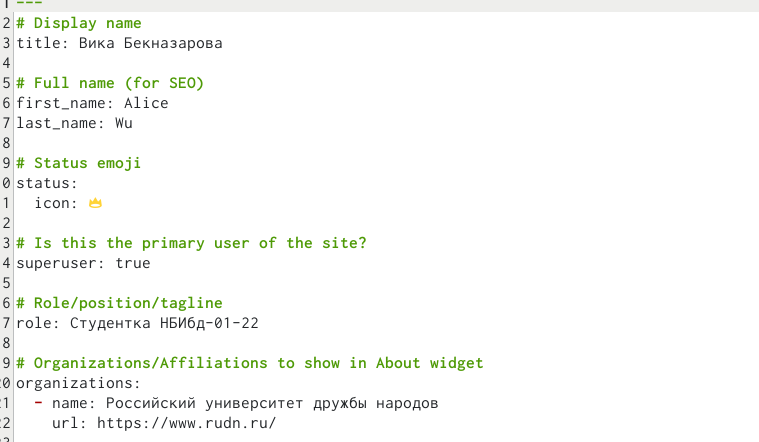 1 ---
2 # Display name
3 title: Вика Бекназарова
4
5 # Full name (for SEO)
6 first_name: Alice
7 last_name: Wu
8
9 # Status emoji
0 status:
1   icon: 👑
2
3 # Is this the primary user of the site?
4 superuser: true
5
6 # Role/position/tagline
7 role: Студентка НБИбд-01-22
8
9 # Organizations/Affiliations to show in About widget
20 organizations:
21   - name: Российский университет дружбы народов
22     url: https://www.rudn.ru/